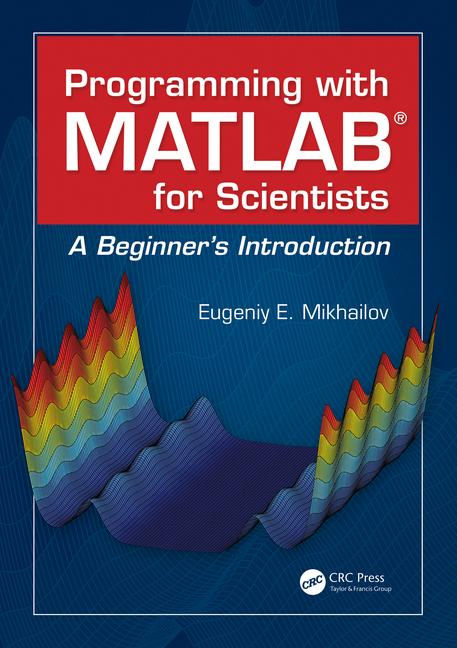 Programming with
MATLAB®
for Scientists
A Beginner's Introduction
Eugeniy E. Mikhailov
CRC
CRC Press
Taylor & Francis Group